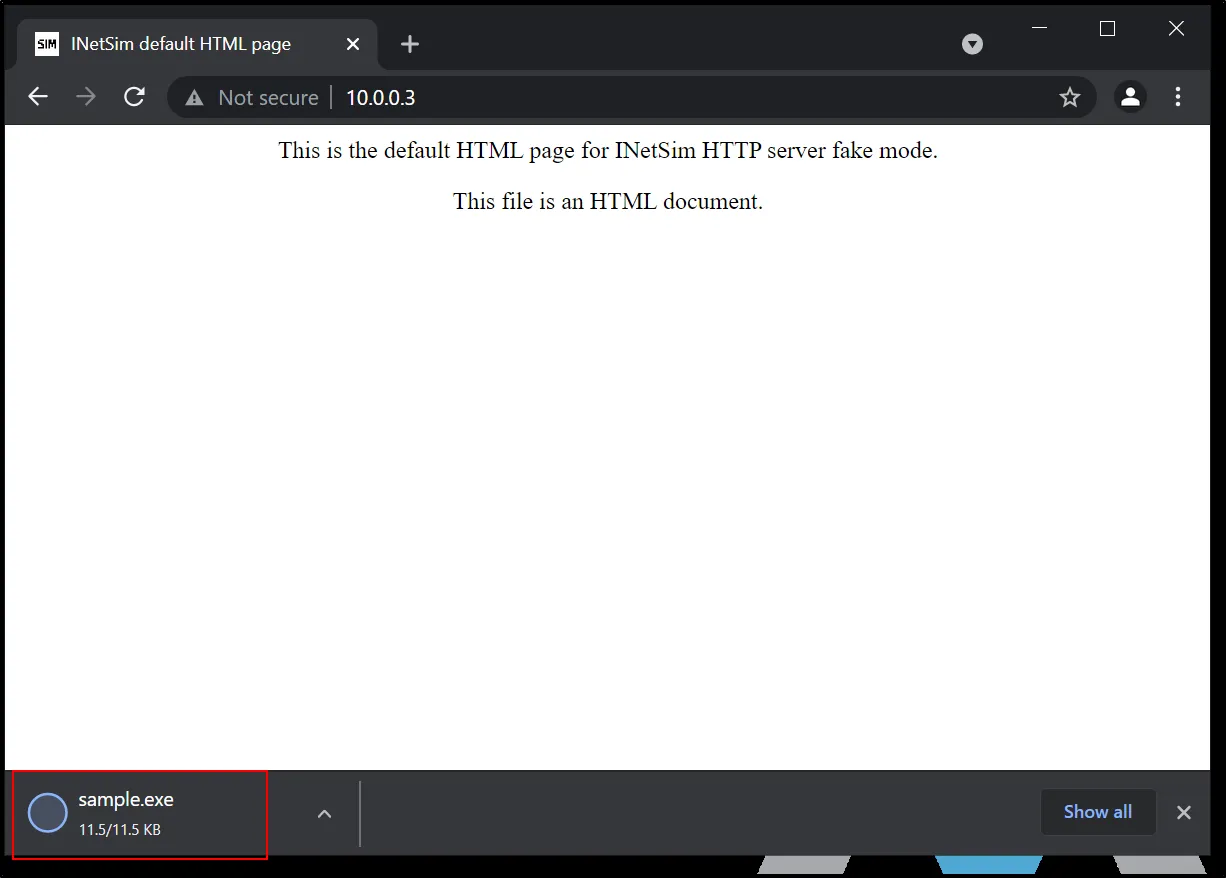 SIM INetSim default HTML page
Not secure 10.0.0.3
This is the default HTML page for INetSim HTTP server fake mode.
This file is an HTML document.
sample.exe
11.5/11.5 KB
Show all